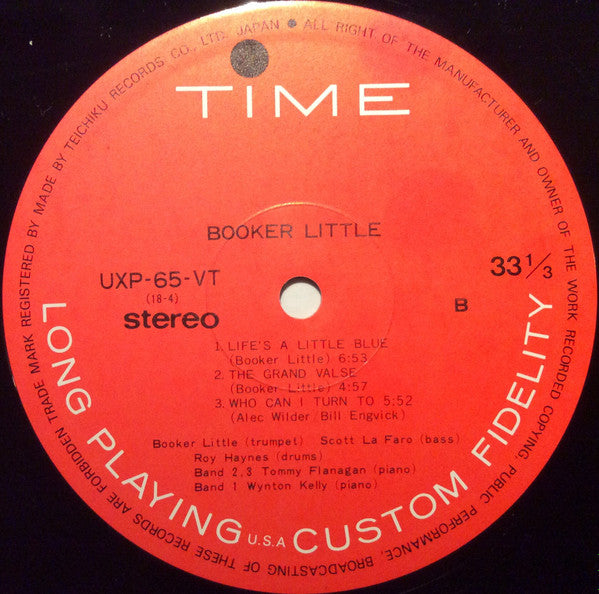 MADE BY TEICHIKU RECORDS CO., LTD. JAPAN ● ALL RIGHT OF THE MANUFACTURER AND OWNER OF THE WORK RECORDED COPYING, PUBLIC PERFORMANCE, BROADCASTING OF THESE RECORDS ARE FORBIDDEN TRADE MARK REGISTERED BY
TIME
BOOKER LITTLE
UXP-65-VT
(18-4)
stereo
33 1/3
B
1. LIFE'S A LITTLE BLUE
(Booker Little) 6:53
2. THE GRAND VALSE
(Booker Little) 4:57
3. WHO CAN I TURN TO 5:52
(Alec Wilder/Bill Engvick)
Booker Little (trumpet) Scott La Faro (bass)
Roy Haynes (drums)
Band 2,3 Tommy Flanagan (piano)
Band 1 Wynton Kelly (piano)
LONG PLAYING U.S.A CUSTOM FIDELITY